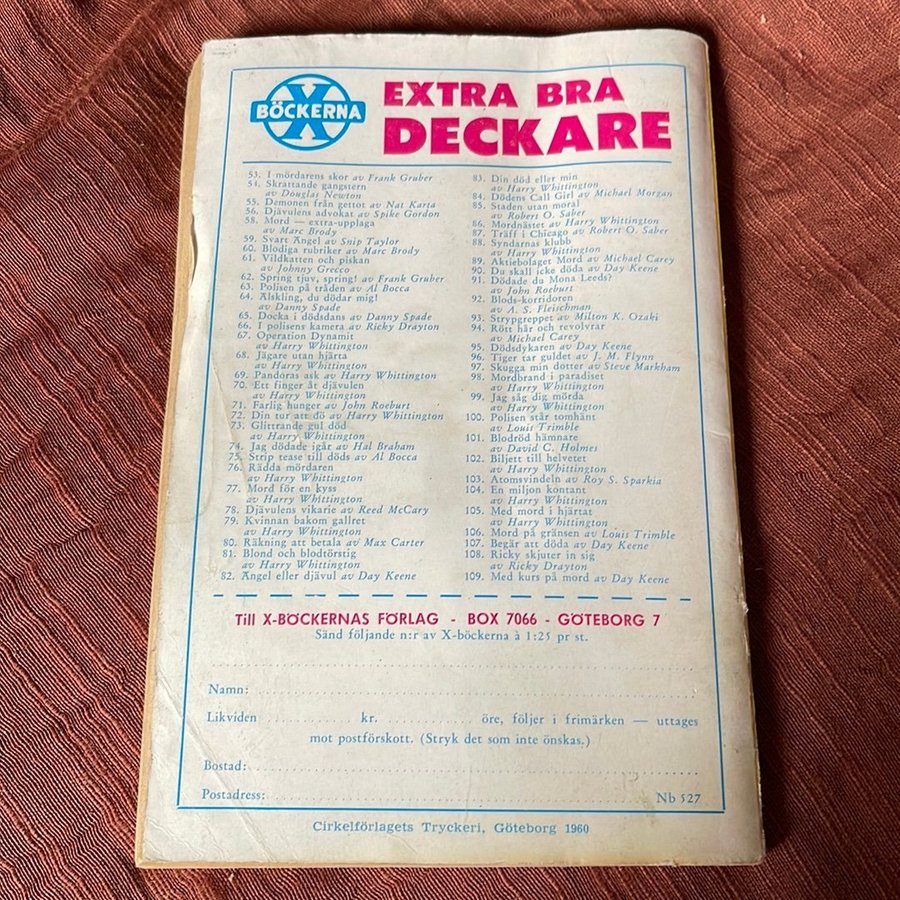 X
BÖCKERNA
EXTRA BRA
DECKARE
53. I mördarens skor av Frank Gruber
54. Skrattande gangstern
av Douglas Newton
55. Demonen från gettot av Nat Karta
56. Djävulens advokat av Spike Gordon
58. Mord — extra-upplaga
av Marc Brody
59. Svart Ängel av Snip Taylor
60. Blodiga rubriker av Marc Brody
61. Vildkatten och piskan
av Johnny Grecco
62. Spring tjuv, spring! av Frank Gruber
63. Polisen på tråden av Al Bocca
64. Älskling, du dödar mig!
av Danny Spade
65. Docka i dödsdans av Danny Spade
66. I polisens kamera av Ricky Drayton
67. Operation Dynamit
av Harry Whittington
68. Jägare utan hjärta
av Harry Whittington
69. Pandoras ask av Harry Whittington
70. Ett finger åt djävulen
av Harry Whittington
71. Farlig hunger av John Roeburt
72. Din tur att dö av Harry Whittington
73. Glittrande gul död
av Harry Whittington
74. Jag dödade igår av Hal Braham
75. Strip tease till döds av Al Bocca
76. Rädda mördaren
av Harry Whittington
77. Mord för en kyss
av Harry Whittington
78. Djävulens vikarie av Reed McCary
79. Kvinnan bakom gallret
av Harry Whittington
80. Räkning att betala av Max Carter
81. Blond och blodtörstig
av Harry Whittington
82. Ängel eller djävul av Day Keene
83. Din död eller min
av Harry Whittington
84. Dödens Call Girl av Michael Morgan
85. Staden utan moral
av Robert O. Saber
86. Mordnästet av Harry Whittington
87. Träff i Chicago av Robert O. Saber
88. Syndarnas klubb
av Harry Whittington
89. Aktiebolaget Mord av Michael Carey
90. Du skall icke döda av Day Keene
91. Dödade du Mona Leeds?
av John Roeburt
92. Blods-korridoren
av A. S. Fleischman
93. Strypgreppet av Milton K. Ozaki
94. Rött hår och revolvrar
av Michael Carey
95. Dödsdykaren av Day Keene
96. Tiger tar guldet av J. M. Flynn
97. Skugga min dotter av Steve Markham
98. Mordbrand i paradiset
av Harry Whittington
99. Jag såg dig mörda
av Harry Whittington
100. Polisen står tomhänt
av Louis Trimble
101. Blodröd hämnare
av David C. Holmes
102. Biljett till helvetet
av Harry Whittington
103. Atomsvindeln av Roy S. Sparkia
104. En miljon kontant
av Harry Whittington
105. Med mord i hjärtat
av Harry Whittington
106. Mord på gränsen av Louis Trimble
107. Begär att döda av Day Keene
108. Ricky skjuter in sig
av Ricky Drayton
109. Med kurs på mord av Day Keene
Till X-BÖCKERNAS FÖRLAG - BOX 7066 - GÖTEBORG 7
Sänd följande n:r av X-böckerna à 1:25 pr st.
Namn:
Likviden kr. öre, följer i frimärken — uttages
mot postförskott. (Stryk det som inte önskas.)
Bostad:
Postadress: Nb 527
Cirkelförlagets Tryckeri, Göteborg 1960